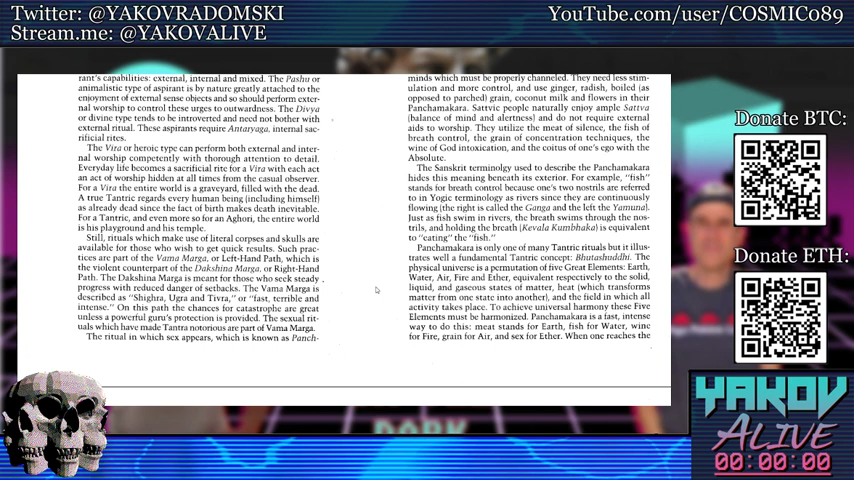 Twitter: @YAKOVRADOMSKI
Stream.me: @YAKOVALIVE
YouTube.com/user/COSMIC089
rant's capabilities: external, internal and mixed. The Pashu or
animalistic type of aspirant is by nature greatly attached to the
enjoyment of external sense objects and so should perform exter-
nal worship to control these urges to outwardness. The Divya
or divine type tends to be introverted and need not bother with
external ritual. These aspirants require Antaryaga, internal sac-
rificial rites.
The Vira or heroic type can perform both external and inter-
nal worship competently with thorough attention to detail.
Everyday life becomes a sacrificial rite for a Vira with each act
an act of worship hidden at all times from the casual observer.
For a Vira the entire world is a graveyard, filled with the dead.
A true Tantric regards every human being (including himself)
as already dead since the fact of birth makes death inevitable.
For a Tantric, and even more so for an Aghori, the entire world
is his playground and his temple.
Still, rituals which make use of literal corpses and skulls are
available for those who wish to get quick results. Such prac-
tices are part of the Vama Marga, or Left-Hand Path, which is
the violent counterpart of the Dakshina Marga, or Right-Hand
Path. The Dakshina Marga is meant for those who seek steady
progress with reduced danger of setbacks. The Vama Marga is
described as "Shighra, Ugra and Tivra," or "fast, terrible and
intense." On this path the chances for catastrophe are great
unless a powerful guru's protection is provided. The sexual rit-
uals which have made Tantra notorious are part of Vama Marga.
The ritual in which sex appears, which is known as Panch-
minds which must be properly channeled. They need less stim-
ulation and more control, and use ginger, radish, boiled (as
opposed to parched) grain, coconut milk and flowers in their
Panchamakara. Sattvic people naturally enjoy ample Sattva
(balance of mind and alertness) and do not require external
aids to worship. They utilize the meat of silence, the fish of
breath control, the grain of concentration techniques, the
wine of God intoxication, and the coitus of one's ego with the
Absolute.
The Sanskrit terminology used to describe the Panchamakara
hides this meaning beneath its exterior. For example, "fish"
stands for breath control because one's two nostrils are referred
to in Yogic terminology as rivers since they are continuously
flowing (the right is called the Ganga and the left the Yamuna).
Just as fish swim in rivers, the breath swims through the nos-
trils, and holding the breath (Kevala Kumbhaka) is equivalent
to "eating" the "fish."
Panchamakara is only one of many Tantric rituals but it illus-
trates well a fundamental Tantric concept: Bhutashuddhi. The
physical universe is a permutation of five Great Elements: Earth,
Water, Air, Fire and Ether, equivalent respectively to the solid,
liquid, and gaseous states of matter, heat (which transforms
matter from one state into another), and the field in which all
activity takes place. To achieve universal harmony these Five
Elements must be harmonized. Panchamakara is a fast, intense
way to do this: meat stands for Earth, fish for Water, wine
for Fire, grain for Air, and sex for Ether. When one reaches the
Donate BTC:
Donate ETH:
DARK
YAKOV
ALIVE
00:00:00